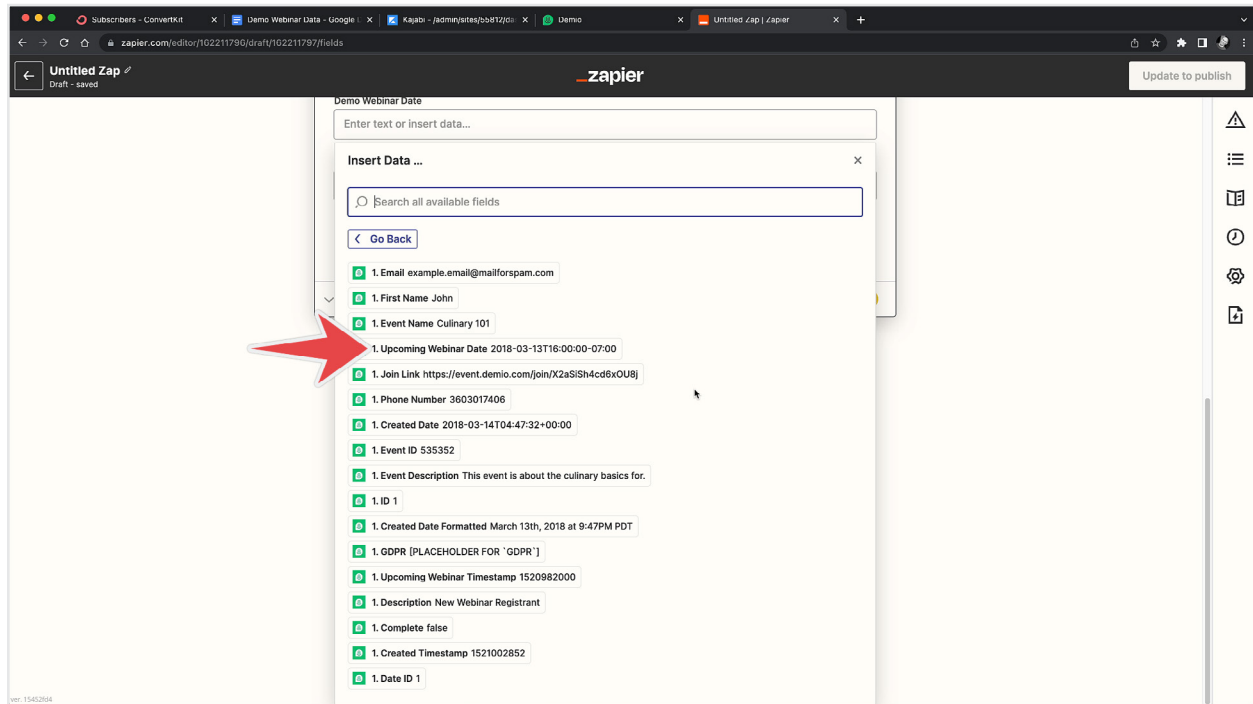 Subscribers - ConvertKit
Demo Webinar Data - Google D
Kajabi - /admin/sites/55812/da
Demio
Untitled Zap | Zapier
zapier.com/editor/162211790/draft/162211797/fields
Untitled Zap
Draft - saved
_zapier
Update to publish
Demo Webinar Date
Enter text or insert data...
Insert Data ...
Search all available fields
Go Back
1. Email example.email@mailforspam.com
1. First Name John
1. Event Name Culinary 101
1. Upcoming Webinar Date 2018-03-13T16:00:00-07:00
1. Join Link https://event.demio.com/join/X2aSiSh4cd6xOU8j
1. Phone Number 3603017406
1. Created Date 2018-03-14T04:47:32+00:00
1. Event ID 535352
1. Event Description This event is about the culinary basics for.
1. ID 1
1. Created Date Formatted March 13th, 2018 at 9:47PM PDT
1. GDPR [PLACEHOLDER FOR `GDPR`]
1. Upcoming Webinar Timestamp 1520982000
1. Description New Webinar Registrant
1. Complete false
1. Created Timestamp 1521002852
1. Date ID 1
ver. 15452fd4